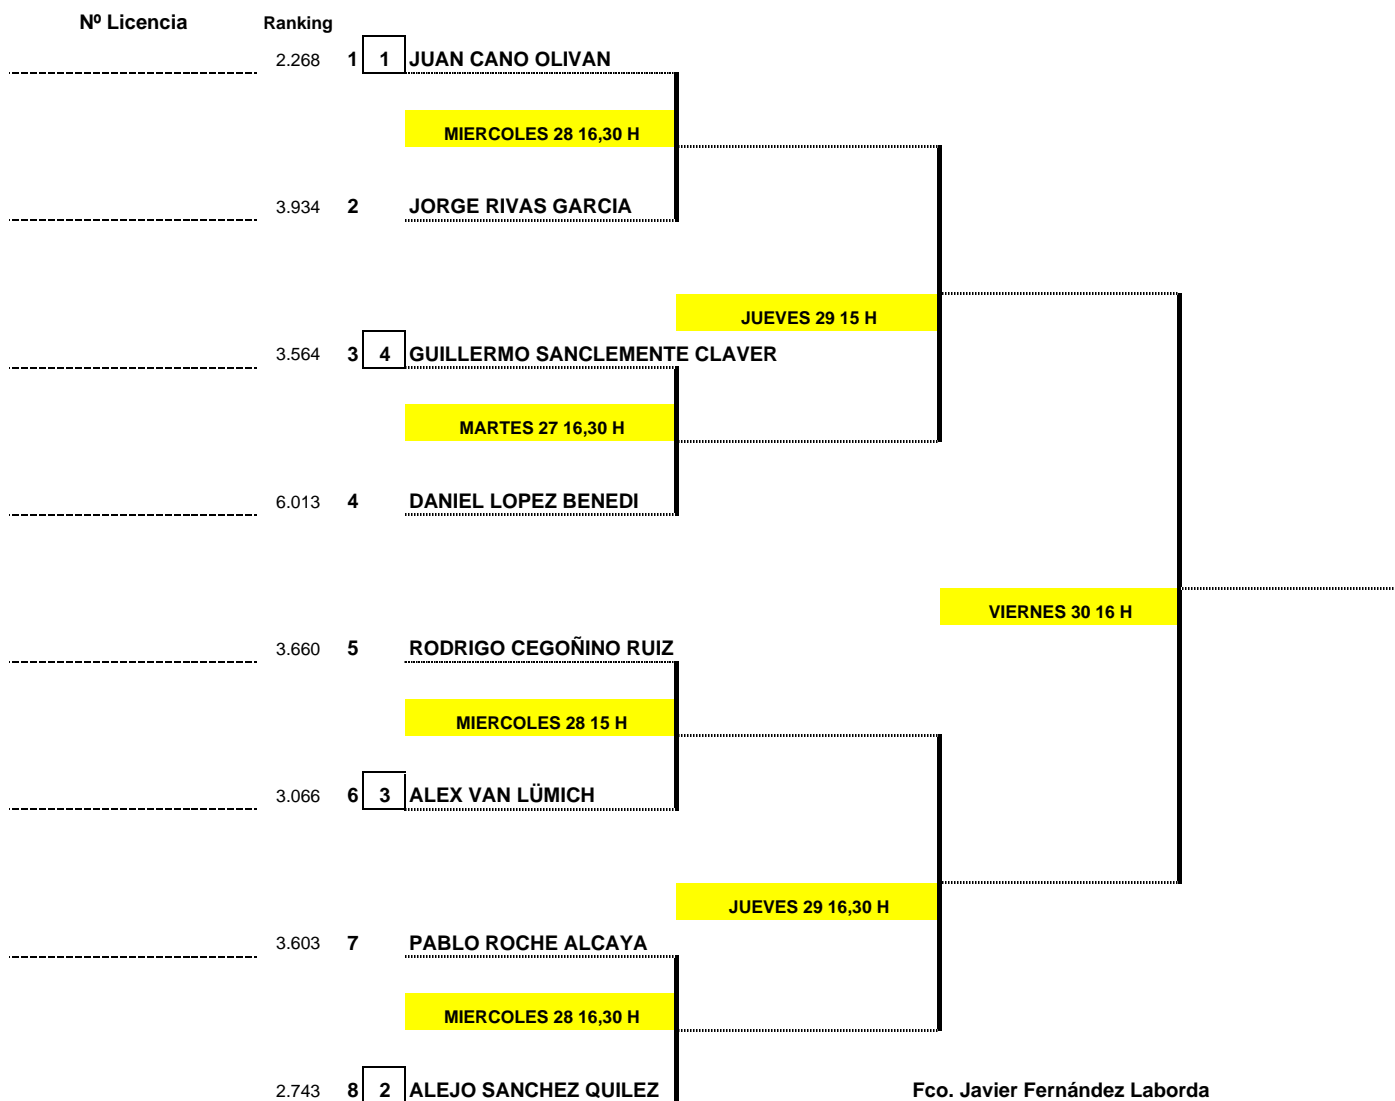 Nº Licencia Ranking
2.268 1 1 JUAN CANO OLIVAN
MIERCOLES 28 16,30 H
3.934 2 JORGE RIVAS GARCIA
JUEVES 29 15 H
3.564 3 4 GUILLERMO SANCLEMENTE CLAVER
MARTES 27 16,30 H
6.013 4 DANIEL LOPEZ BENEDI
VIERNES 30 16 H
3.660 5 RODRIGO CEGOÑINO RUIZ
MIERCOLES 28 15 H
3.066 6 3 ALEX VAN LÜMICH
JUEVES 29 16,30 H
3.603 7 PABLO ROCHE ALCAYA
MIERCOLES 28 16,30 H
2.743 8 2 ALEJO SANCHEZ QUILEZ Fco. Javier Fernández Laborda